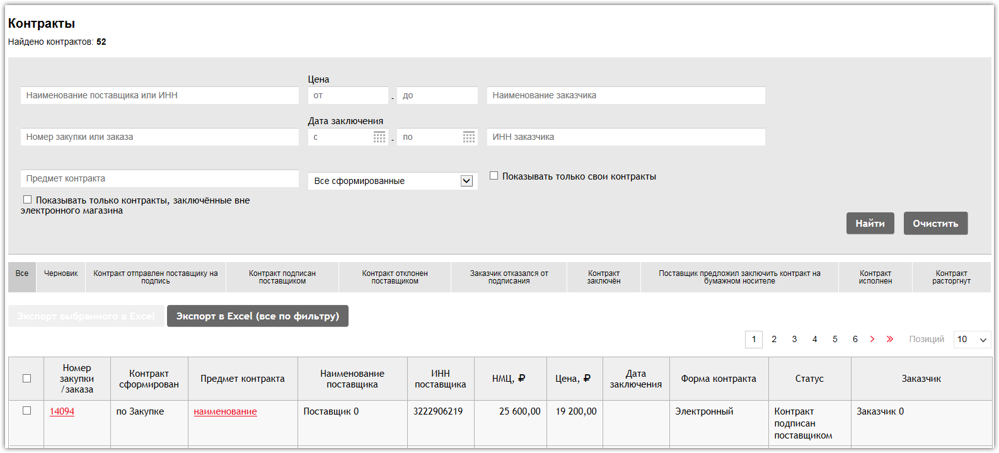 Контракты
Найдено контрактов: 52
Цена
Наименование поставщика или ИНН
от
-
до
Наименование заказчика
Дата заключения
Номер закупки или заказа
с
-
по
ИНН заказчика
Предмет контракта
Все сформированные
Показывать только свои контракты
Показывать только контракты, заключённые вне
электронного магазина
Найти
Очистить
Все
Черновик
Контракт отправлен поставщику на
подпись
Контракт подписан
поставщиком
Контракт отклонен
поставщиком
Заказчик отказался от
подписания
Контракт
заключён
Поставщик предложил заключить контракт на
бумажном носителе
Контракт
исполнен
Контракт
расторгнут
Экспорт выбранного в Excel
Экспорт в Excel (все по фильтру)
1 2 3 4 5 6 > »
Позиций
10
Номер
закупки
/заказа
Контракт
сформирован
Предмет контракта
Наименование
поставщика
ИНН
поставщика
НМЦ, ₽
Цена, ₽
Дата
заключения
Форма контракта
Статус
Заказчик
14094
по Закупке
наименование
Поставщик 0
3222906219
25 600,00
19 200,00
Электронный
Контракт
подписан
поставщиком
Заказчик 0